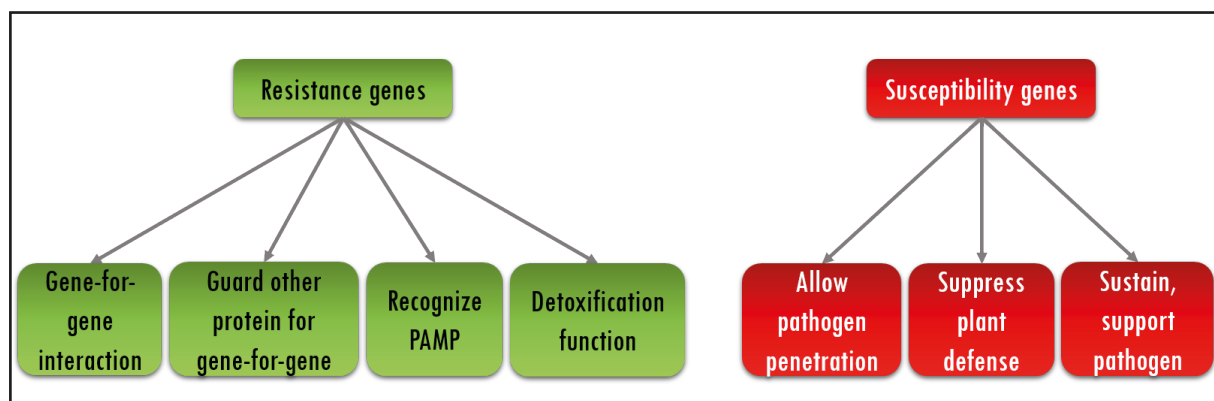 Resistance genes
Susceptibility genes
Gene-for-
gene
interaction
Guard other
protein for
gene-for-gene
Recognize
PAMP
Detoxification
function
Allow
pathogen
penetration
Suppress
plant
defense
Sustain,
support
pathogen